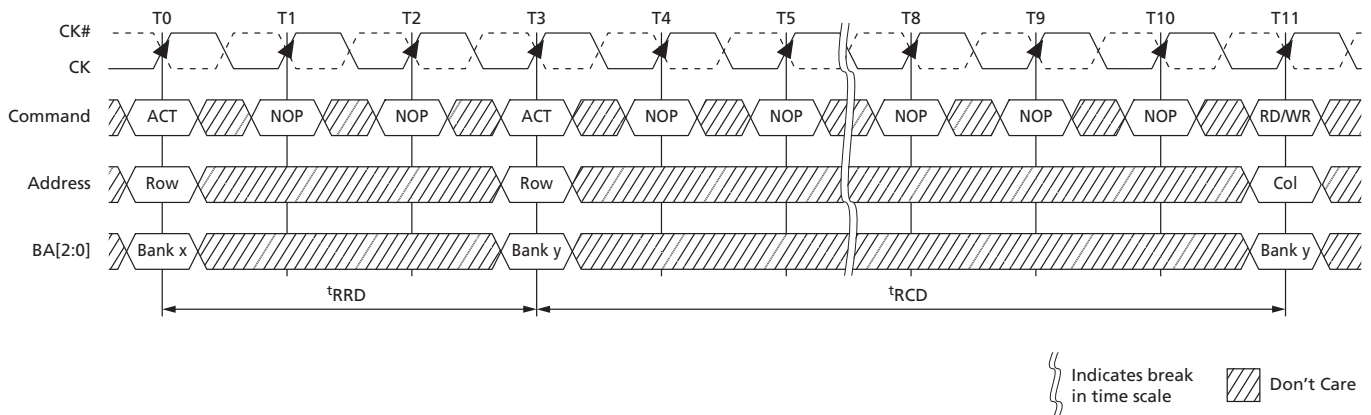 T0 T1 T2 T3 T4 T5 T8 T9 T10 T11
CK#
CK
Command ACT NOP NOP ACT NOP NOP NOP NOP NOP RD/WR
Address Row Row Col
BA[2:0] Bank x Bank y Bank y
tRRD tRCD
Indicates break
in time scale
Don't Care